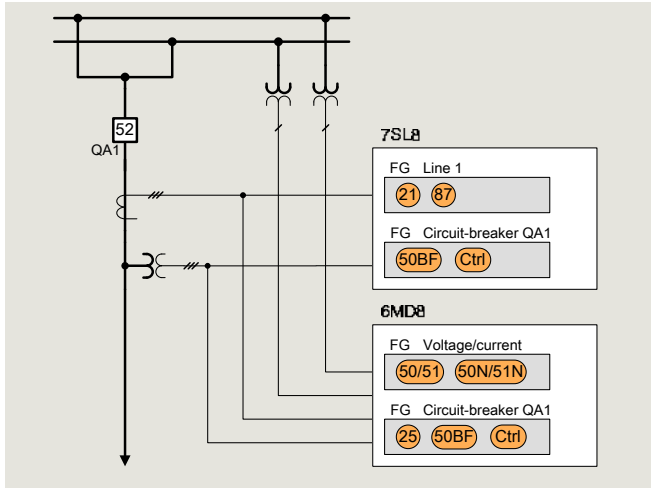 52
QA1
7SL8
FG Line 1
21 87
FG Circuit-breaker QA1
50BF Ctrl
6MD8
FG Voltage/current
50/51 50N/51N
FG Circuit-breaker QA1
25 50BF Ctrl